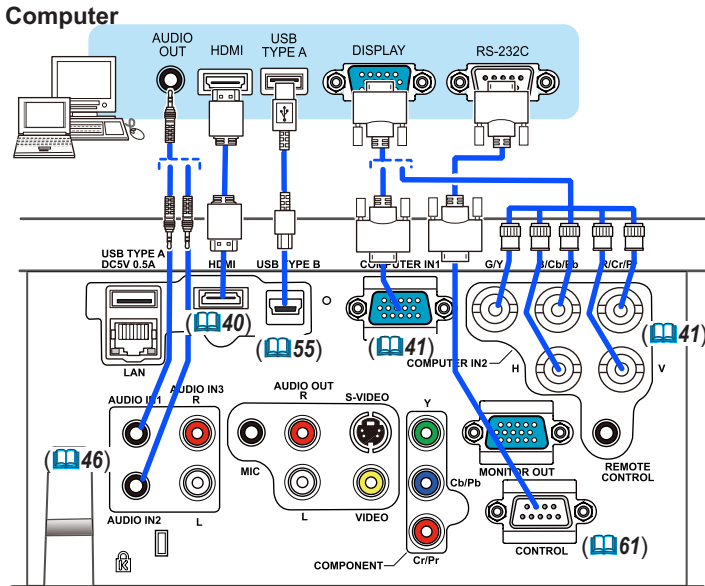 Computer
AUDIO OUT
HDMI
USB TYPE A
DISPLAY
RS-232C
USB TYPE A
DC5V 0.5A
HDMI
USB TYPE B
COMPUTER IN1
G/Y
B/Cb/Pb
R/Cr/Pr
(40)
(55)
(41)
(41)
LAN
COMPUTER IN2
H
V
AUDIO IN1
AUDIO IN3
R
AUDIO OUT
R
S-VIDEO
Y
(46)
MIC
MONITOR OUT
REMOTE CONTROL
Cb/Pb
AUDIO IN2
L
L
VIDEO
COMPONENT
Cr/Pr
CONTROL
(61)
K